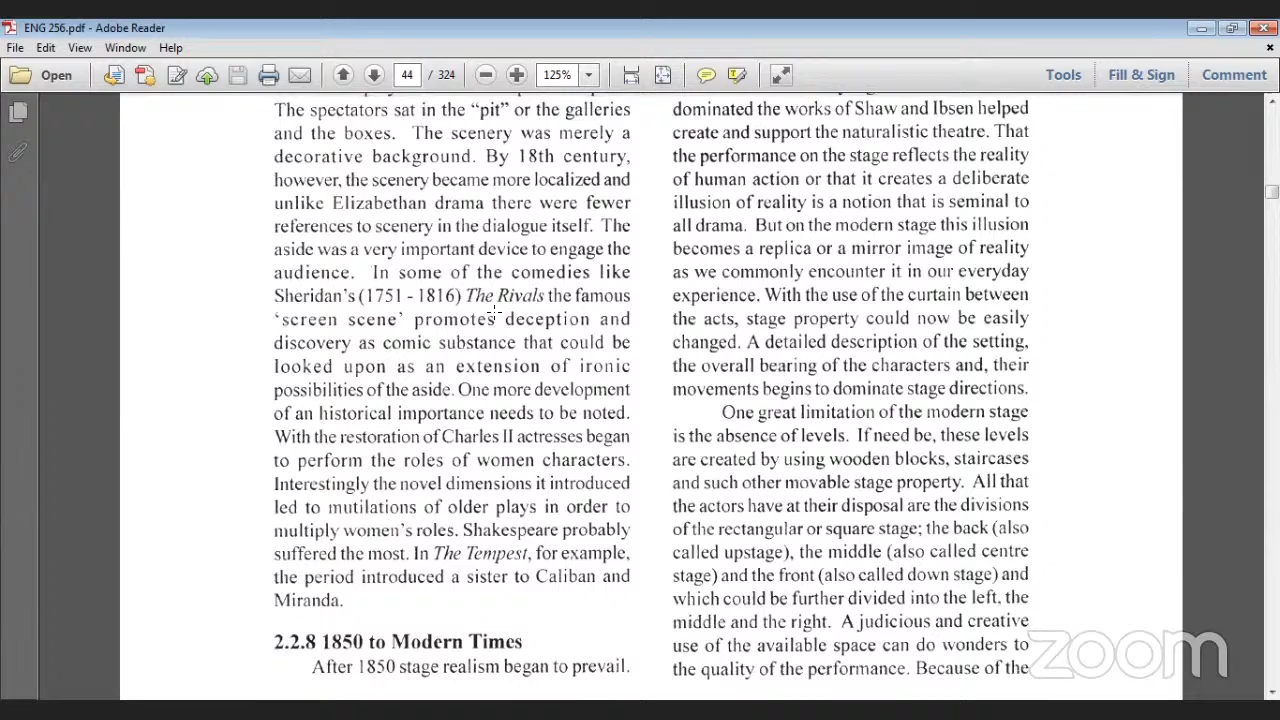 ENG 256.pdf - Adobe Reader
File Edit View Window Help
Open 44 / 324 125% Tools Fill & Sign Comment
The spectators sat in the “pit” or the galleries
and the boxes. The scenery was merely a
decorative background. By 18th century,
however, the scenery became more localized and
unlike Elizabethan drama there were fewer
references to scenery in the dialogue itself. The
aside was a very important device to engage the
audience. In some of the comedies like
Sheridan’s (1751 - 1816) The Rivals the famous
‘screen scene’ promotes deception and
discovery as comic substance that could be
looked upon as an extension of ironic
possibilities of the aside. One more development
of an historical importance needs to be noted.
With the restoration of Charles II actresses began
to perform the roles of women characters.
Interestingly the novel dimensions it introduced
led to mutilations of older plays in order to
multiply women’s roles. Shakespeare probably
suffered the most. In The Tempest, for example,
the period introduced a sister to Caliban and
Miranda.
2.2.8 1850 to Modern Times
After 1850 stage realism began to prevail.
dominated the works of Shaw and Ibsen helped
create and support the naturalistic theatre. That
the performance on the stage reflects the reality
of human action or that it creates a deliberate
illusion of reality is a notion that is seminal to
all drama. But on the modern stage this illusion
becomes a replica or a mirror image of reality
as we commonly encounter it in our everyday
experience. With the use of the curtain between
the acts, stage property could now be easily
changed. A detailed description of the setting,
the overall bearing of the characters and, their
movements begins to dominate stage directions.
One great limitation of the modern stage
is the absence of levels. If need be, these levels
are created by using wooden blocks, staircases
and such other movable stage property. All that
the actors have at their disposal are the divisions
of the rectangular or square stage; the back (also
called upstage), the middle (also called centre
stage) and the front (also called down stage) and
which could be further divided into the left, the
middle and the right. A judicious and creative
use of the available space can do wonders to
the quality of the performance. Because of the
zoom